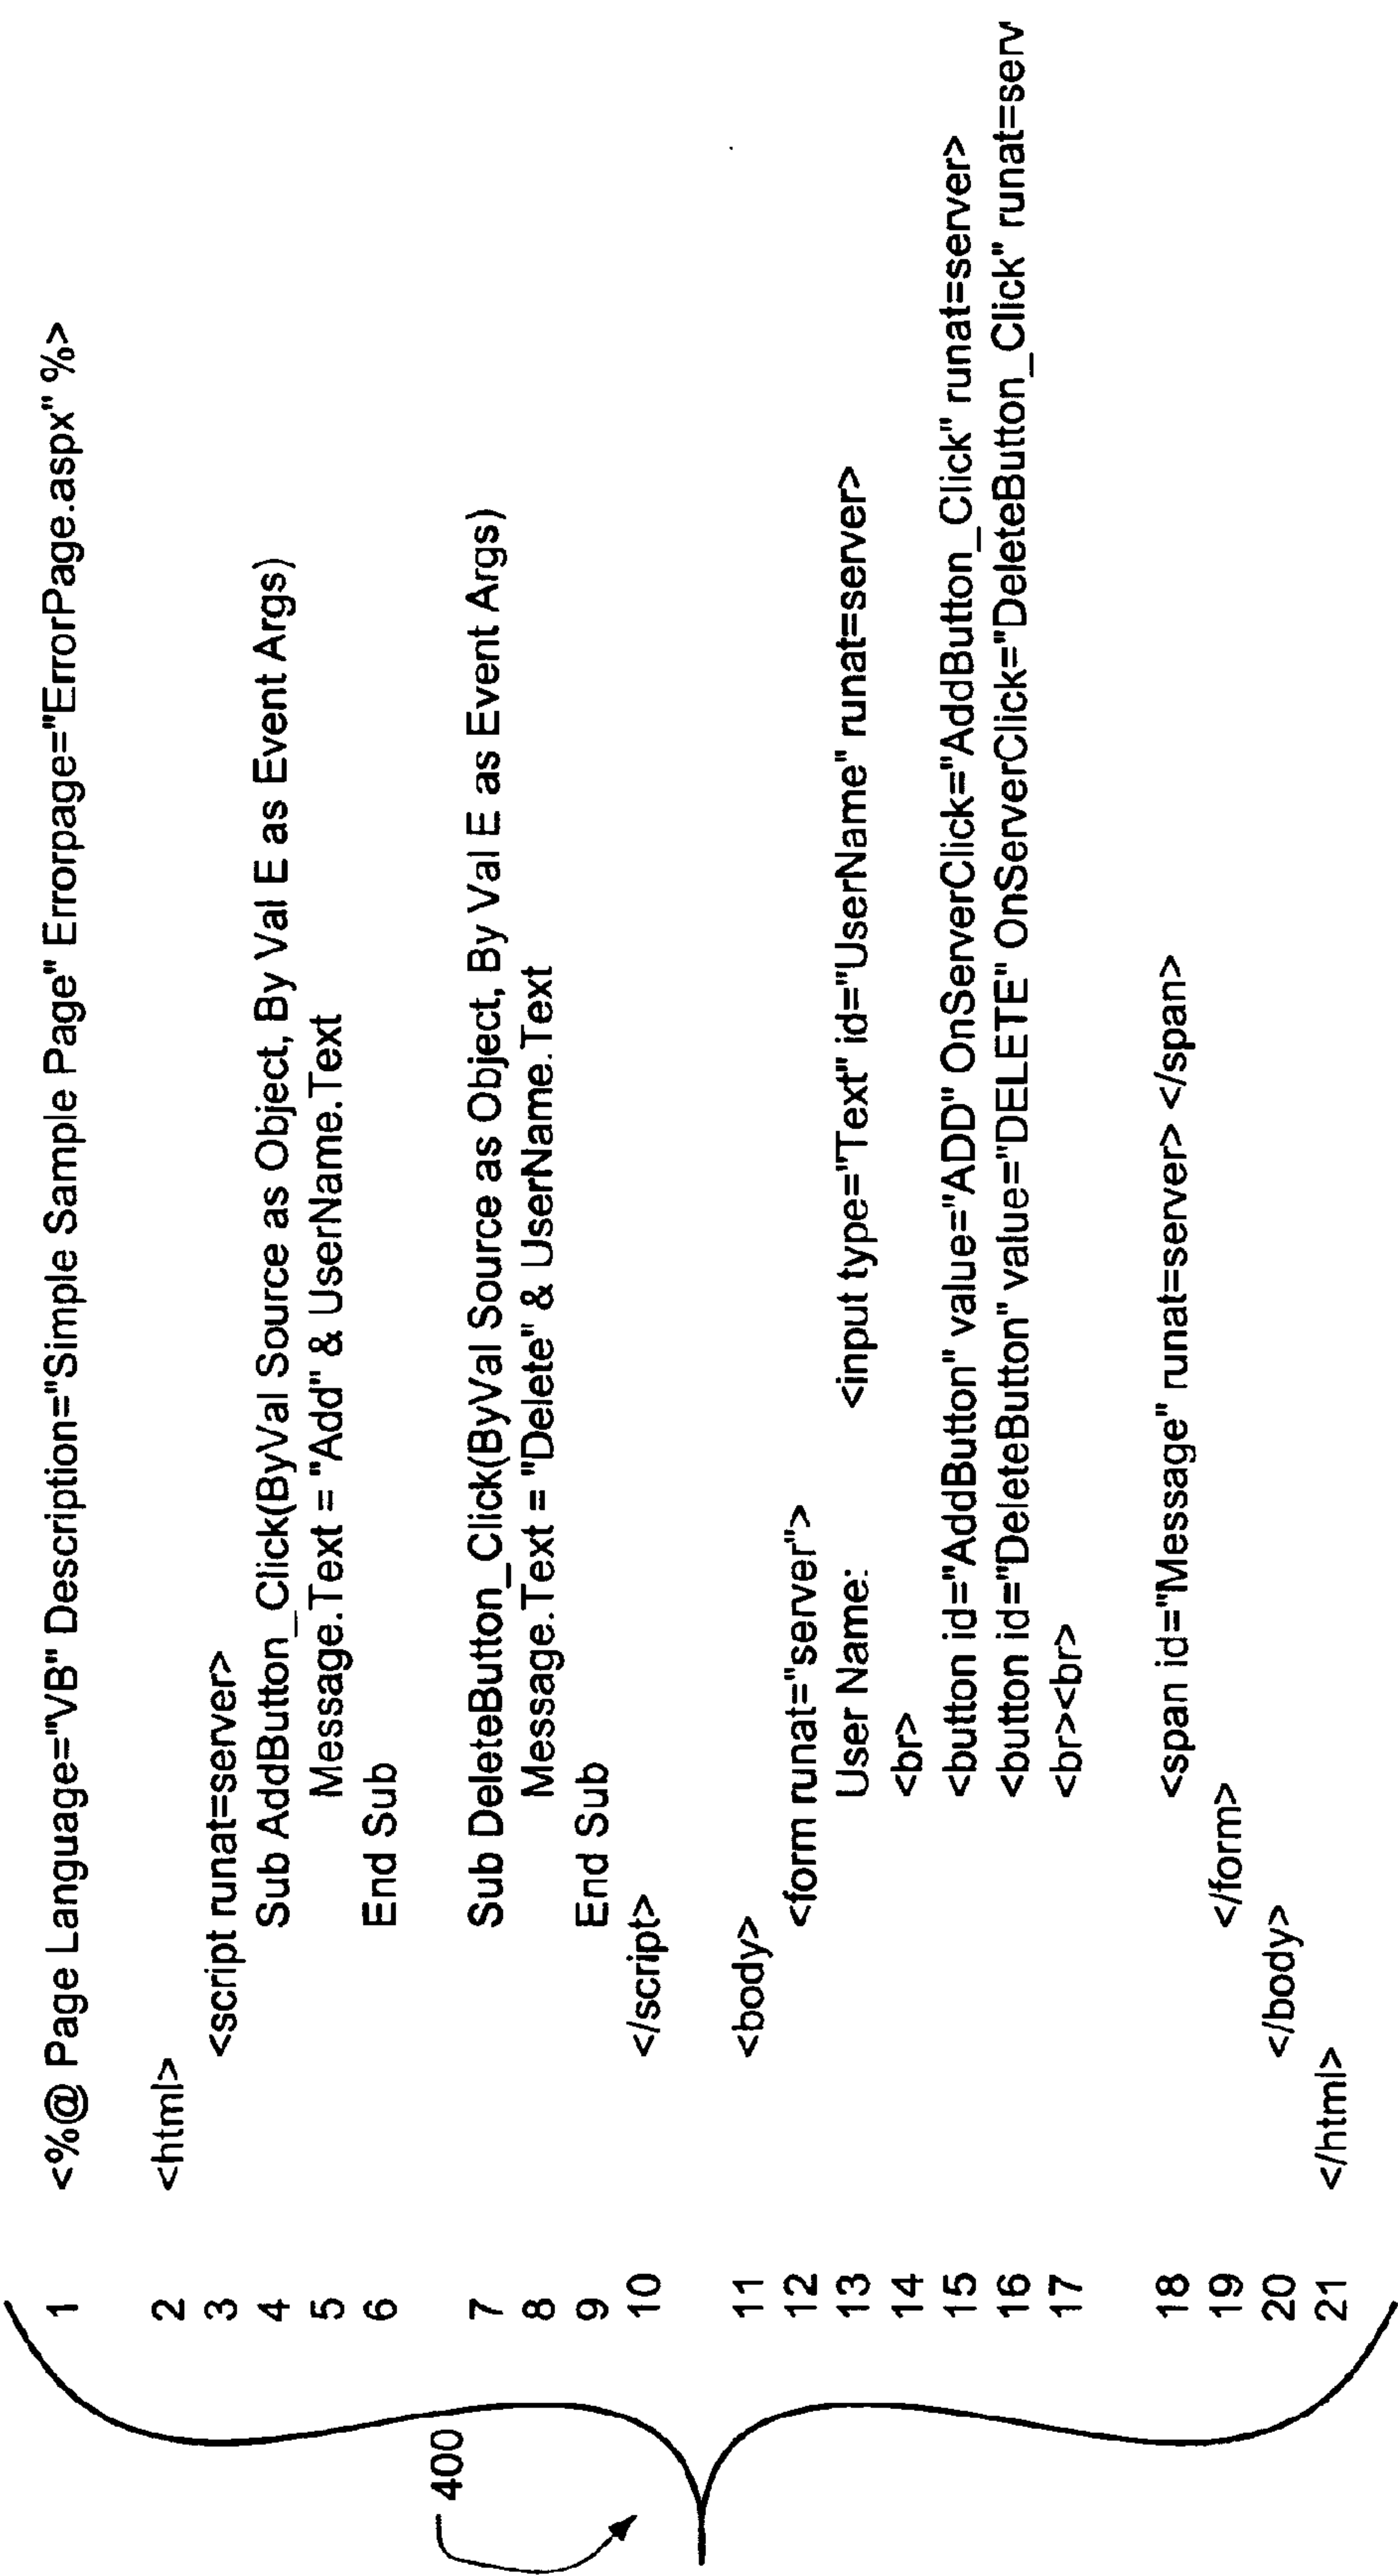 1 <%@ Page Language="VB" Description="Simple Sample Page" Errorpage="ErrorPage.aspx" %>
2 <html>
3 <script runat=server>
4 Sub AddButton_Click(ByVal Source as Object, By Val E as Event Args)
5 Message.Text = "Add" & UserName.Text
6 End Sub
7 Sub DeleteButton_Click(ByVal Source as Object, By Val E as Event Args)
8 Message.Text = "Delete" & UserName.Text
9 End Sub
10 </script>
11 <body>
12 <form runat="server">
13 User Name: <input type="Text" id="UserName" runat=server>
14 <br>
15 <button id="AddButton" value="ADD" OnServerClick="AddButton_Click" runat=server>
16 <button id="DeleteButton" value="DELETE" OnServerClick="DeleteButton_Click" runat=serv
17 <br><br>
18 <span id="Message" runat=server> </span>
19 </form>
20 </body>
21 </html>
400